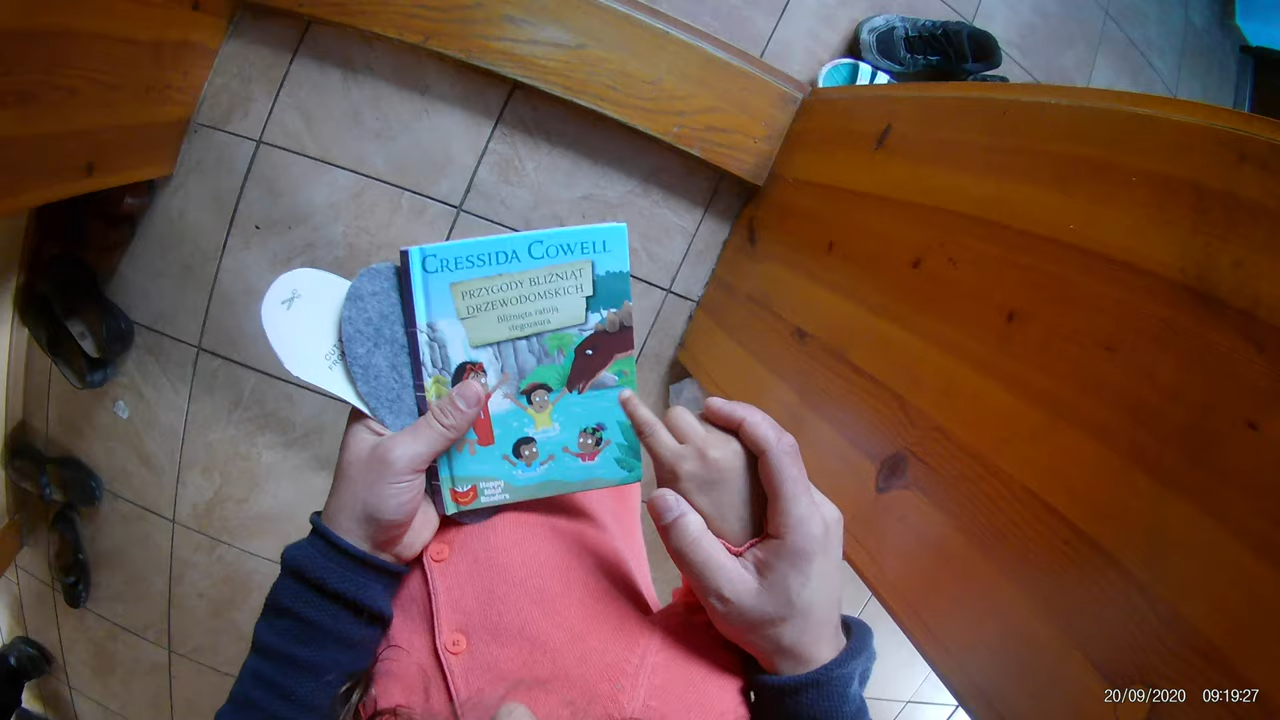 CRESSIDA COWELL
PRZYGODY BLIŹNIĄT
DRZEWODOMSKICH
Bliźnięta ratują
stegozaura
Happy
Meal
Readers
20/09/2020 09:19:27